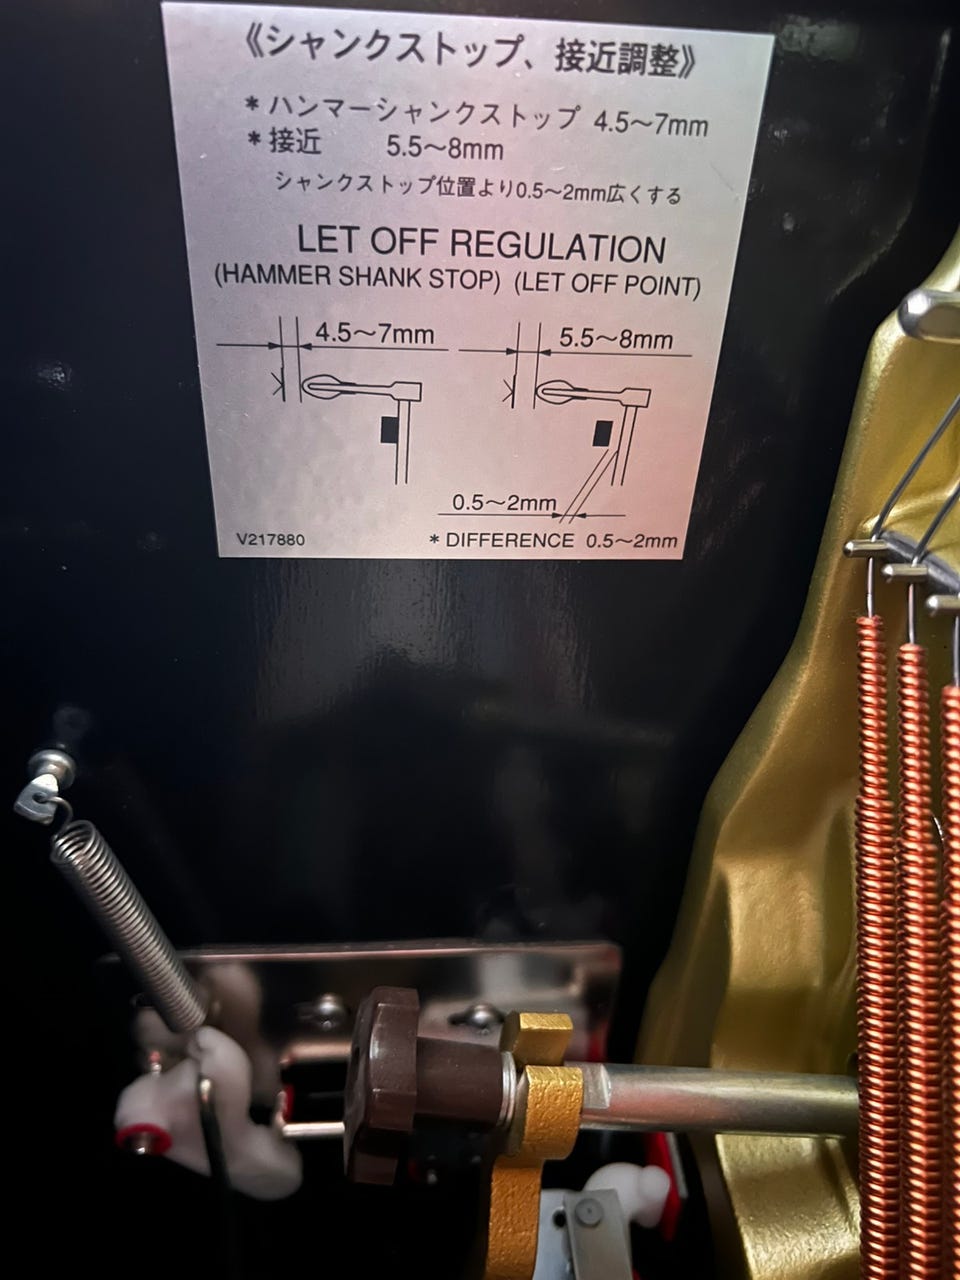 《シャンクストップ、接近調整》
* ハンマーシャンクストップ 4.5〜7mm
* 接近 5.5〜8mm
シャンクストップ位置より0.5〜2mm広くする
LET OFF REGULATION
(HAMMER SHANK STOP) (LET OFF POINT)
4.5〜7mm 5.5〜8mm
0.5〜2mm
V217880 * DIFFERENCE 0.5〜2mm